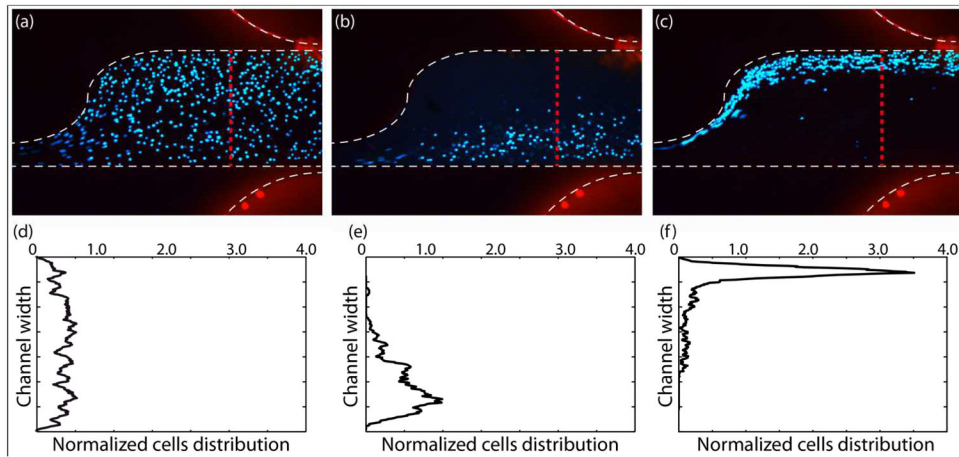 (a)
(b)
(c)
(d)
0 1.0 2.0 3.0 4.0
Channel width
Normalized cells distribution
(e)
0 1.0 2.0 3.0 4.0
Channel width
Normalized cells distribution
(f)
0 1.0 2.0 3.0 4.0
Channel width
Normalized cells distribution